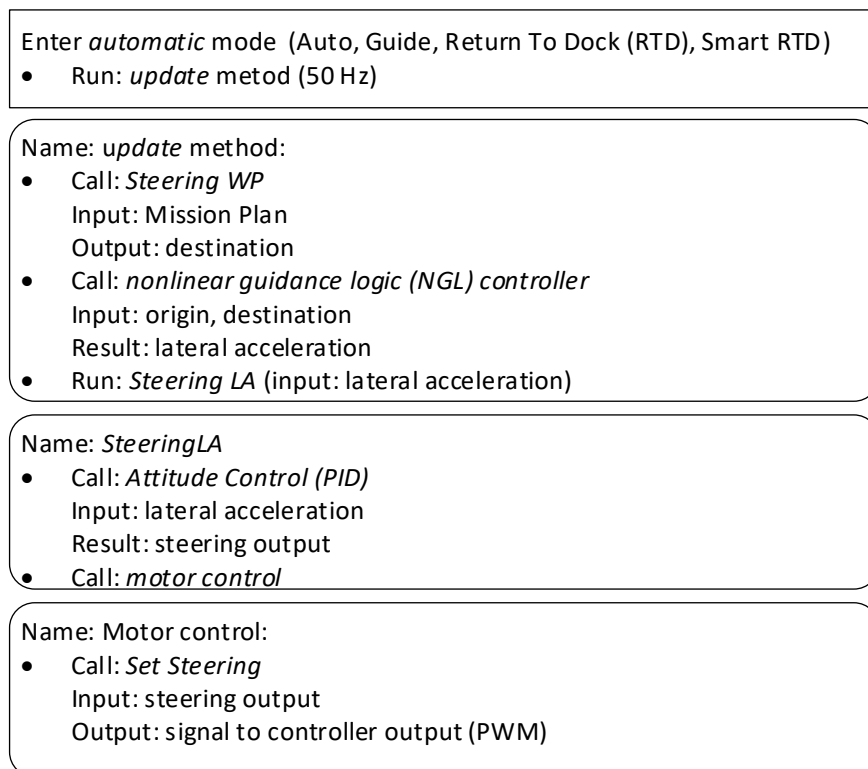 Enter automatic mode (Auto, Guide, Return To Dock (RTD), Smart RTD)
• Run: update metod (50 Hz)
Name: update method:
• Call: Steering WP
Input: Mission Plan
Output: destination
• Call: nonlinear guidance logic (NGL) controller
Input: origin, destination
Result: lateral acceleration
• Run: Steering LA (input: lateral acceleration)
Name: SteeringLA
• Call: Attitude Control (PID)
Input: lateral acceleration
Result: steering output
• Call: motor control
Name: Motor control:
• Call: Set Steering
Input: steering output
Output: signal to controller output (PWM)